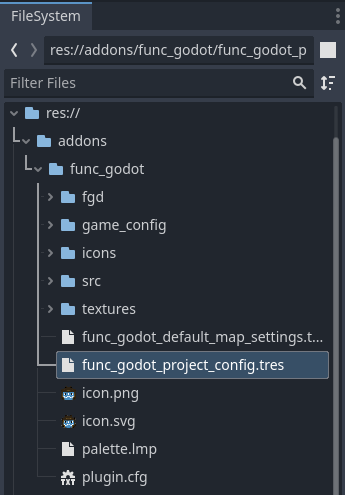 FileSystem
res://addons/func_godot/func_godot_p
Filter Files
res://
addons
func_godot
fgd
game_config
icons
src
textures
func_godot_default_map_settings.t...
func_godot_project_config.tres
icon.png
icon.svg
palette.lmp
plugin.cfg